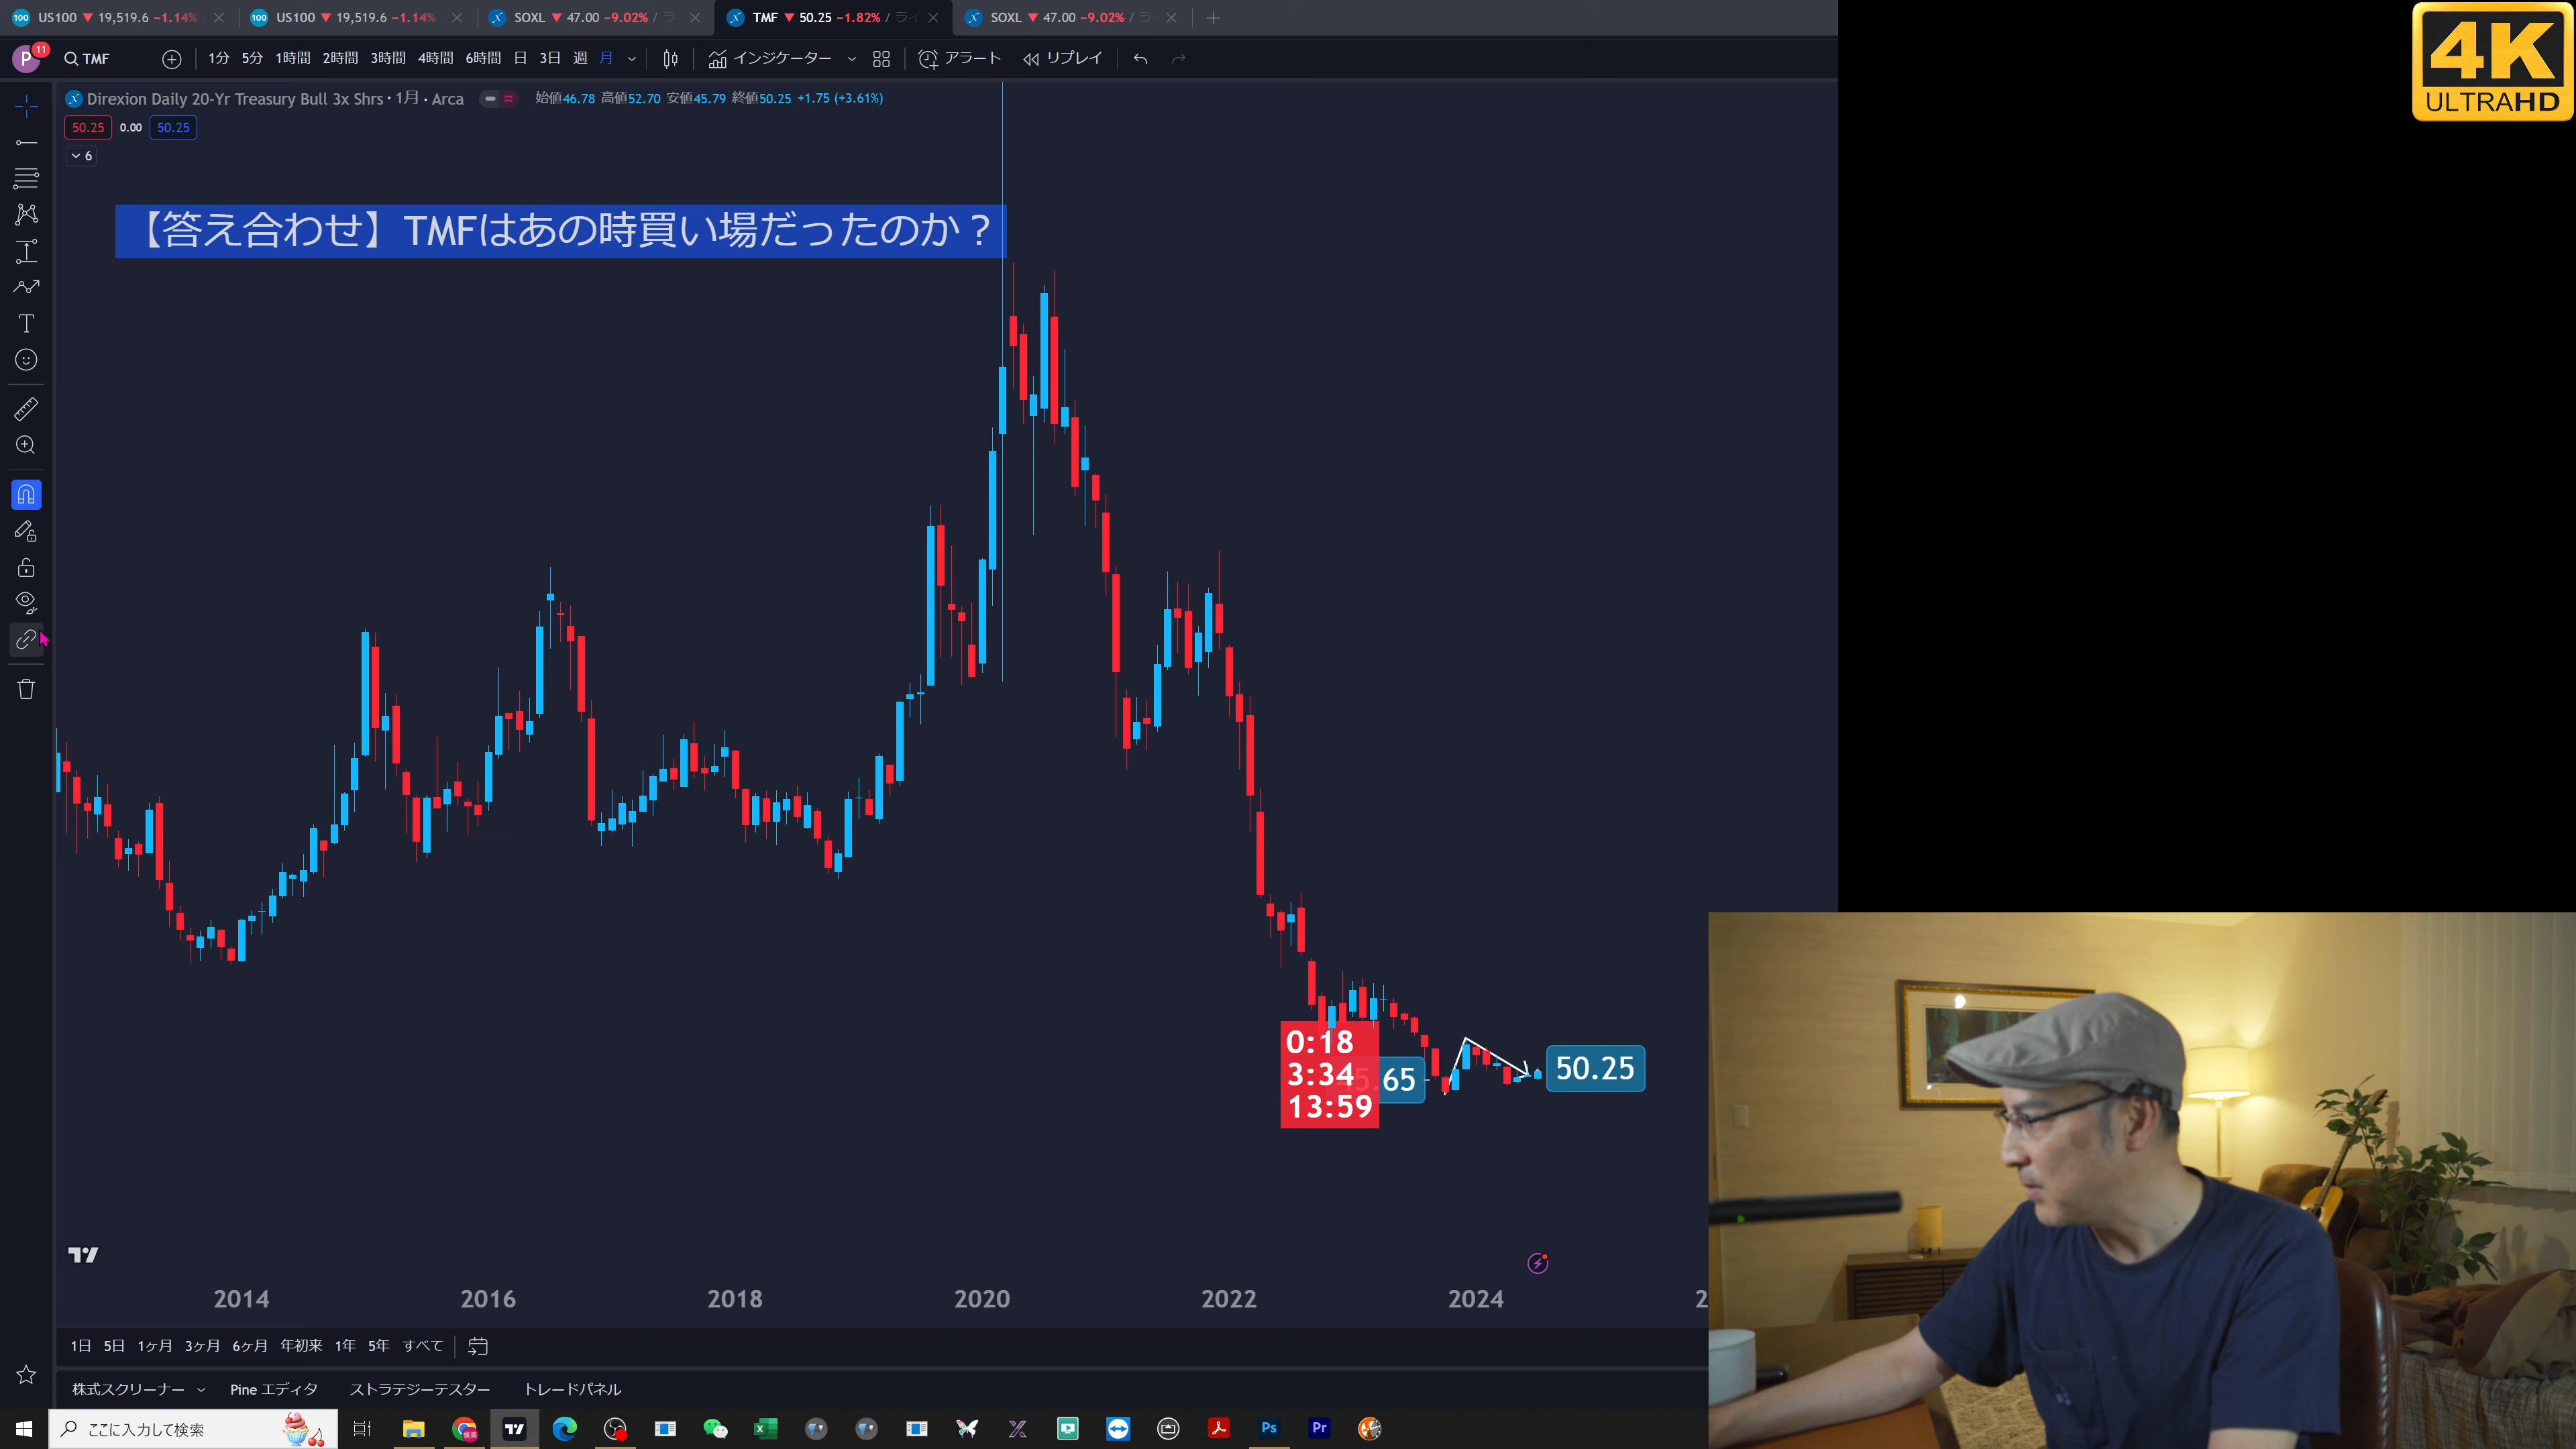 US100 ▼ 19,519.6 −1.14%
US100 ▼ 19,519.6 −1.14%
SOXL ▼ 47.00 −9.02% / ラ
TMF ▼ 50.25 −1.82% / ライ
SOXL ▼ 47.00 −9.02% / ラ
4K
ULTRAHD
P
11
TMF
1分 5分 1時間 2時間 3時間 4時間 6時間 日 3日 週 月
インジケーター
アラート
リプレイ
Direxion Daily 20-Yr Treasury Bull 3x Shrs · 1月 · Arca
始値46.78 高値52.70 安値45.79 終値50.25 +1.75 (+3.61%)
50.25 0.00 50.25
6
【答え合わせ】TMFはあの時買い場だったのか？
0:18
3:34
13:59
.65
50.25
2014 2016 2018 2020 2022 2024 2
1日 5日 1ヶ月 3ヶ月 6ヶ月 年初来 1年 5年 すべて
株式スクリーナー Pine エディタ ストラテジーテスター トレードパネル
ここに入力して検索
Ps
Pr